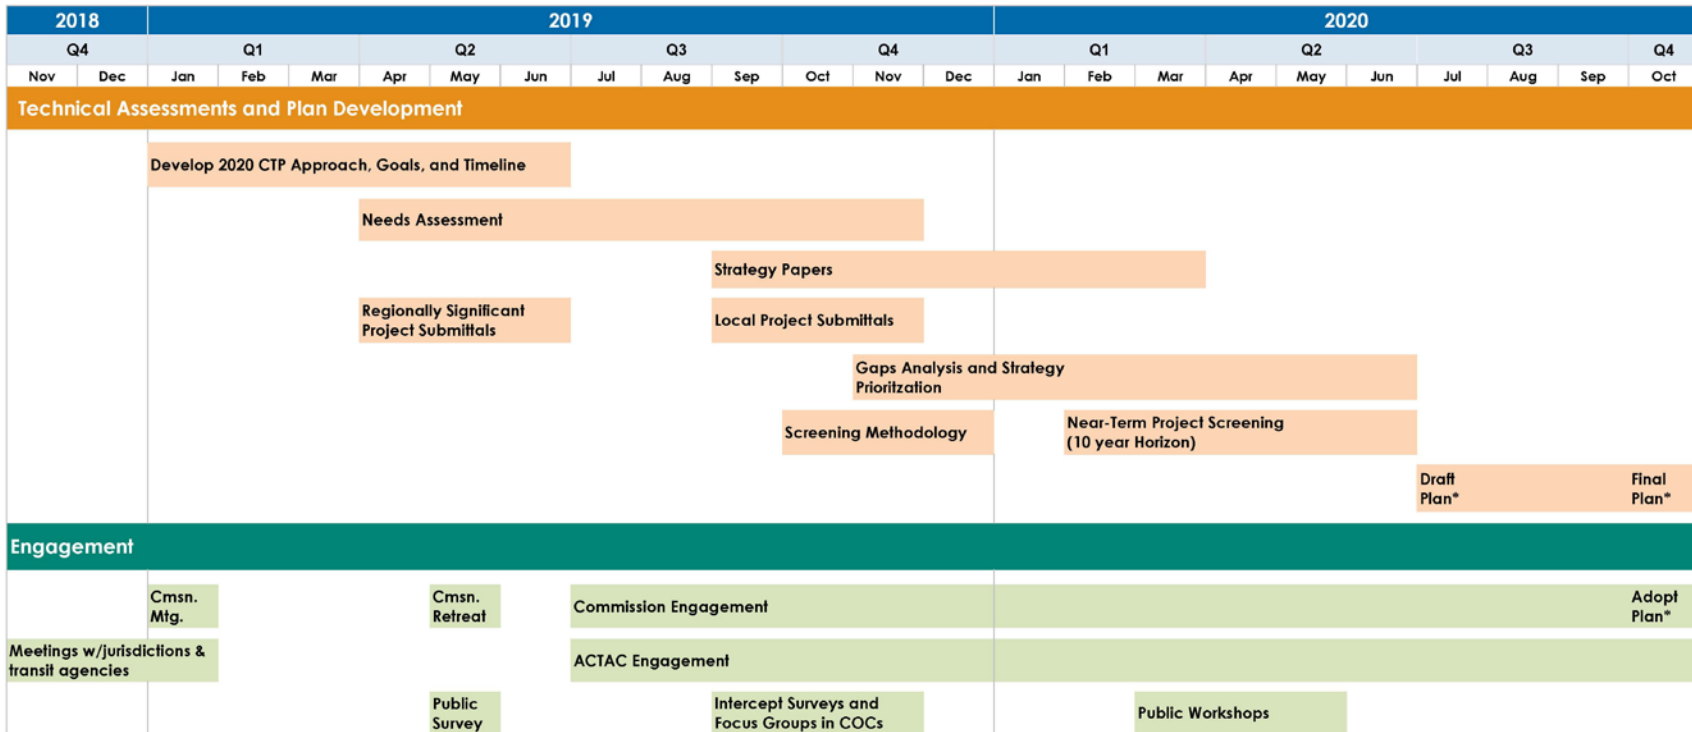 2018 2019 2020
Q4 Q1 Q2 Q3 Q4 Q1 Q2 Q3 Q4
Nov Dec Jan Feb Mar Apr May Jun Jul Aug Sep Oct Nov Dec Jan Feb Mar Apr May Jun Jul Aug Sep Oct
Technical Assessments and Plan Development
Develop 2020 CTP Approach, Goals, and Timeline
Needs Assessment
Strategy Papers
Regionally Significant
Project Submittals
Local Project Submittals
Gaps Analysis and Strategy
Prioritzation
Screening Methodology
Near-Term Project Screening
(10 year Horizon)
Draft
Plan*
Final
Plan*
Engagement
Cmsn.
Mtg.
Cmsn.
Retreat
Commission Engagement
Adopt
Plan*
Meetings w/jurisdictions &
transit agencies
ACTAC Engagement
Public
Survey
Intercept Surveys and
Focus Groups in COCs
Public Workshops